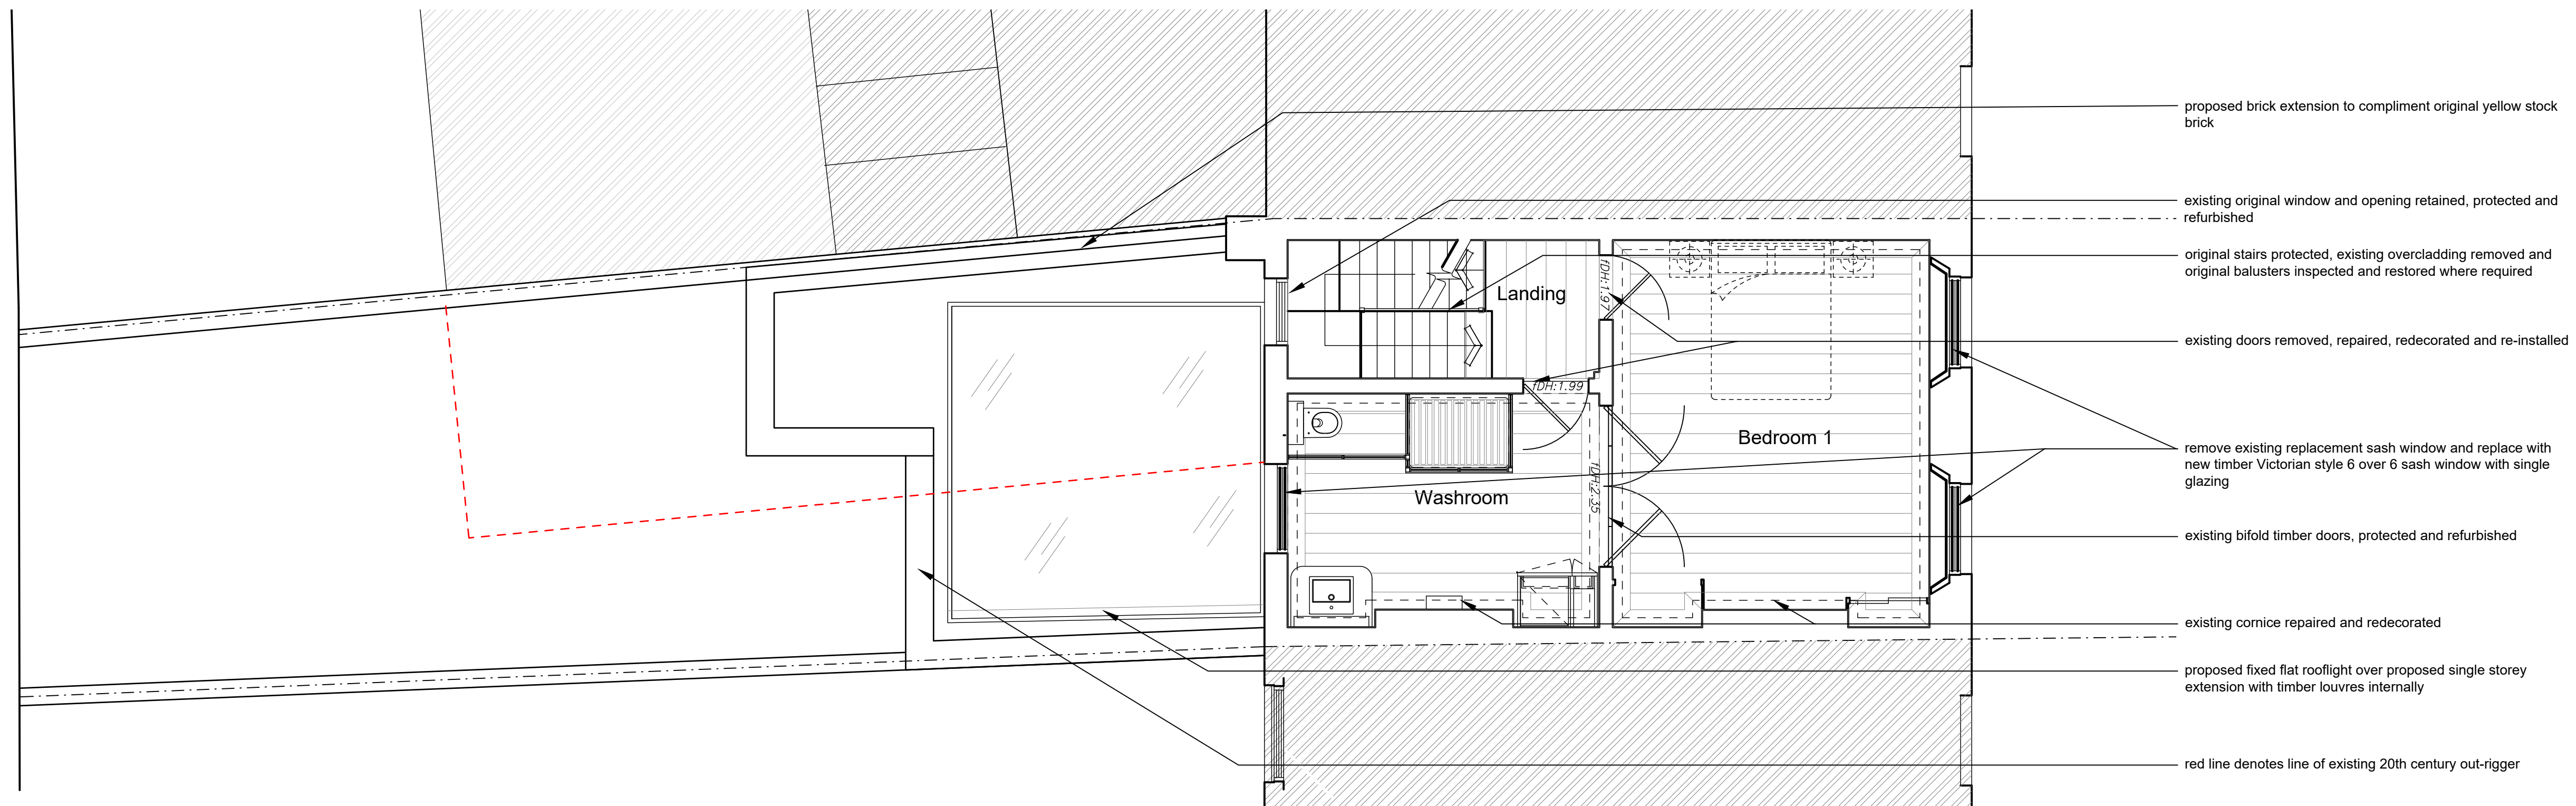 proposed brick extension to compliment original yellow stock
brick
existing original window and opening retained, protected and
refurbished
original stairs protected, existing overcladding removed and
original balusters inspected and restored where required
existing doors removed, repaired, redecorated and re-installed
remove existing replacement sash window and replace with
new timber Victorian style 6 over 6 sash window with single
glazing
existing bifold timber doors, protected and refurbished
existing cornice repaired and redecorated
proposed fixed flat rooflight over proposed single storey
extension with timber louvres internally
red line denotes line of existing 20th century out-rigger
Landing
fDH:1.97
fDH:1.99
Bedroom 1
Washroom
fDH:2.35